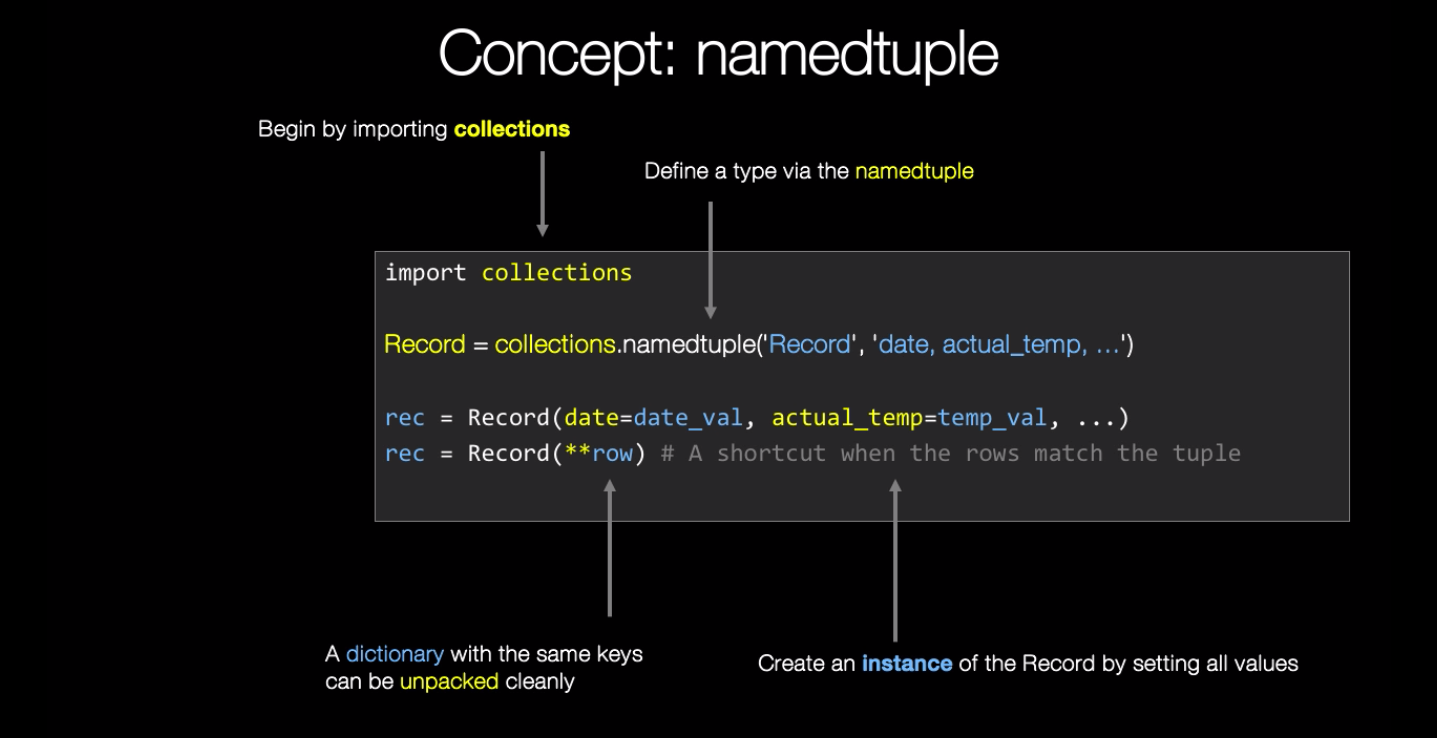 Concept: namedtuple
Begin by importing collections
Define a type via the namedtuple
import collections
Record = collections.namedtuple('Record', 'date, actual_temp, …')
rec = Record(date=date_val, actual_temp=temp_val, ...)
rec = Record(**row) # A shortcut when the rows match the tuple
A dictionary with the same keys
can be unpacked cleanly
Create an instance of the Record by setting all values